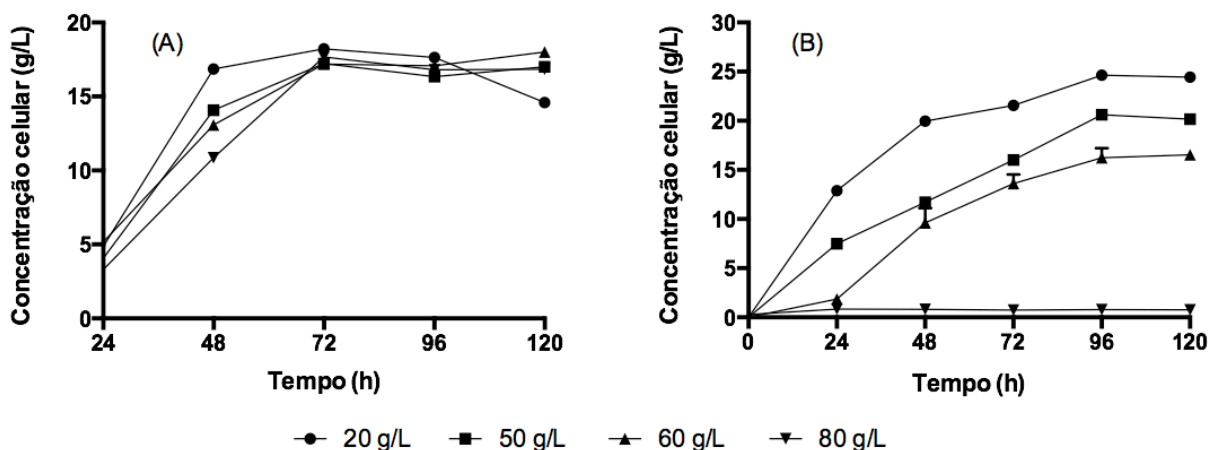 (A)
Concentração celular (g/L)
20
15
10
5
0
24 48 72 96 120
Tempo (h)
(B)
Concentração celular (g/L)
30
25
20
15
10
5
0
0 24 48 72 96 120
Tempo (h)
20 g/L 50 g/L 60 g/L 80 g/L